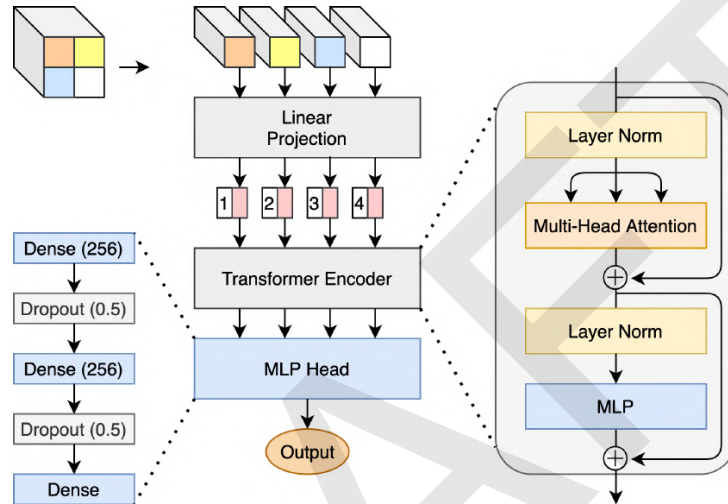 Linear
Projection
1
2
3
4
Transformer Encoder
MLP Head
Output
Dense (256)
Dropout (0.5)
Dense (256)
Dropout (0.5)
Dense
Layer Norm
Multi-Head Attention
Layer Norm
MLP